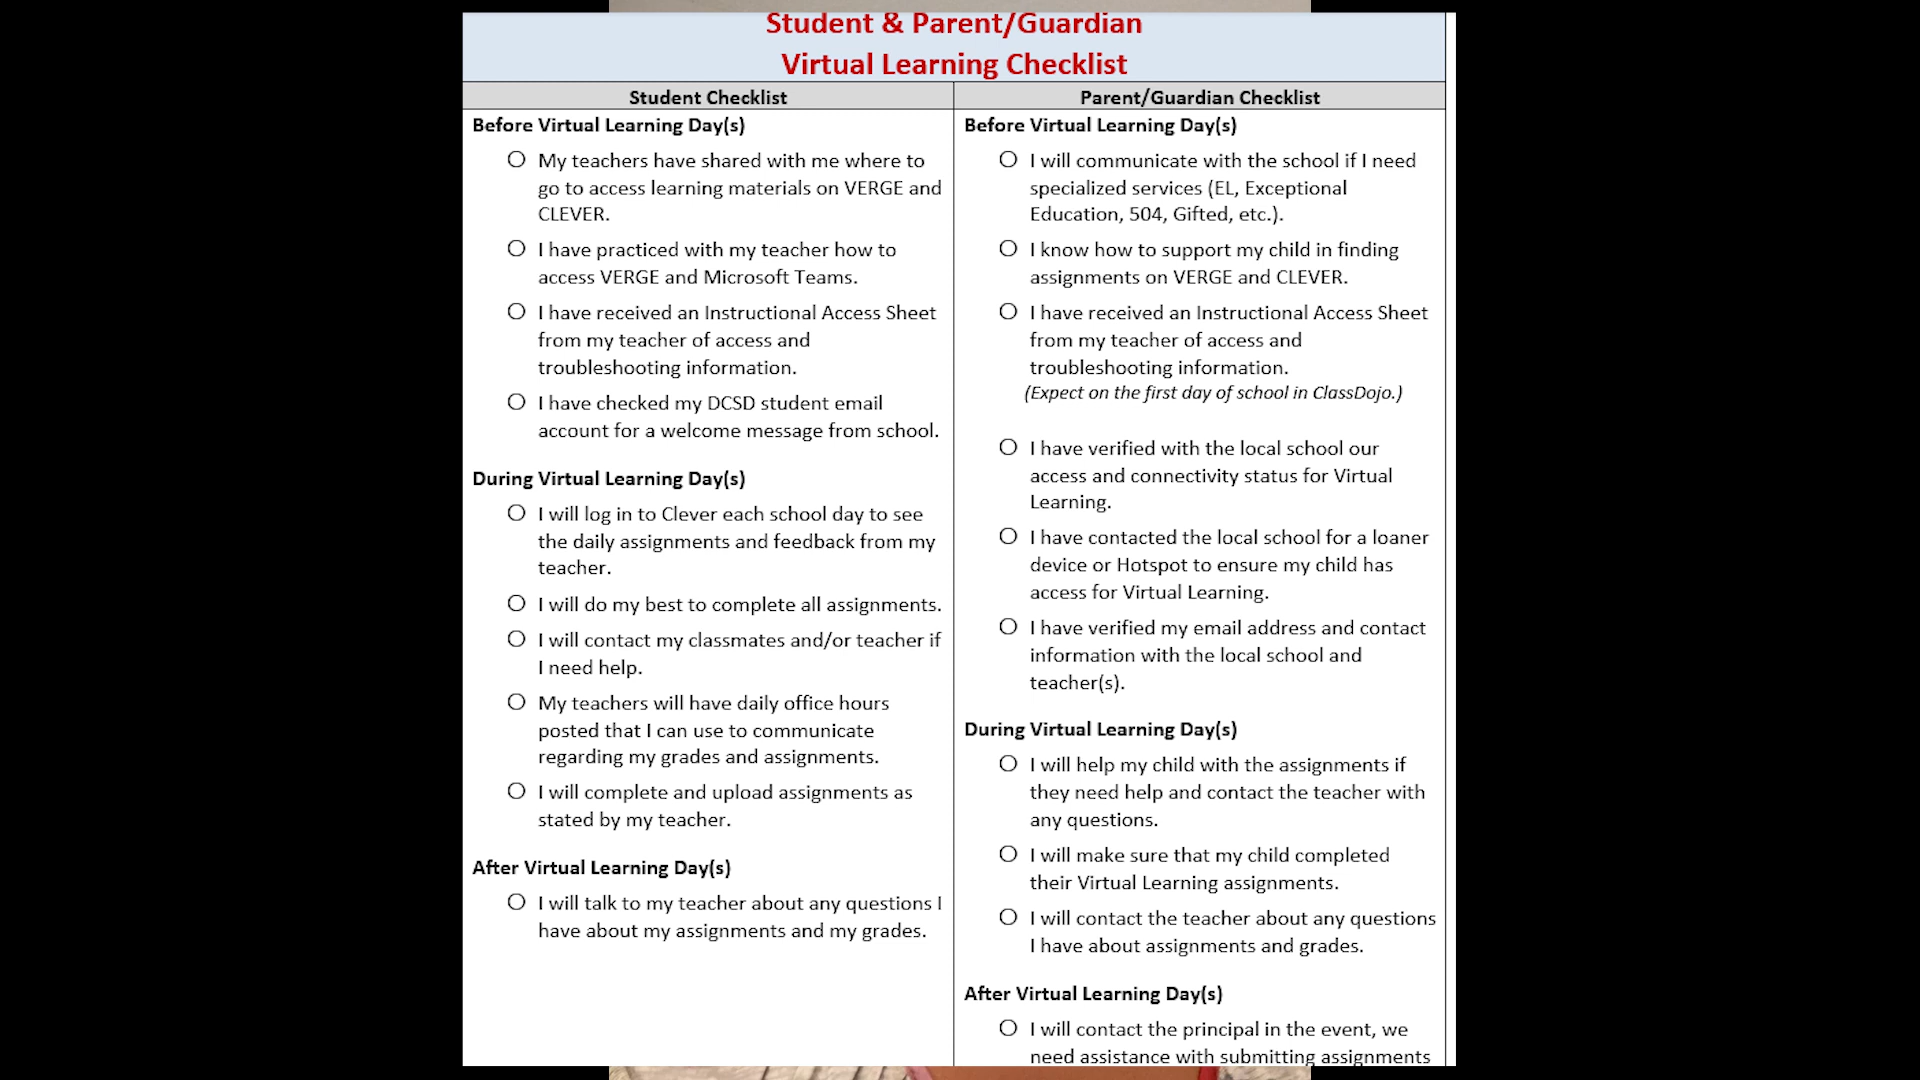 Student & Parent/Guardian
Virtual Learning Checklist
Student Checklist
Before Virtual Learning Day(s)
My teachers have shared with me where to
go to access learning materials on VERGE and
CLEVER.
I have practiced with my teacher how to
access VERGE and Microsoft Teams.
I have received an Instructional Access Sheet
from my teacher of access and
troubleshooting information.
I have checked my DCSD student email
account for a welcome message from school.
During Virtual Learning Day(s)
I will log in to Clever each school day to see
the daily assignments and feedback from my
teacher.
I will do my best to complete all assignments.
I will contact my classmates and/or teacher if
I need help.
My teachers will have daily office hours
posted that I can use to communicate
regarding my grades and assignments.
I will complete and upload assignments as
stated by my teacher.
After Virtual Learning Day(s)
I will talk to my teacher about any questions I
have about my assignments and my grades.
Parent/Guardian Checklist
Before Virtual Learning Day(s)
I will communicate with the school if I need
specialized services (EL, Exceptional
Education, 504, Gifted, etc.).
I know how to support my child in finding
assignments on VERGE and CLEVER.
I have received an Instructional Access Sheet
from my teacher of access and
troubleshooting information.
(Expect on the first day of school in ClassDojo.)
I have verified with the local school our
access and connectivity status for Virtual
Learning.
I have contacted the local school for a loaner
device or Hotspot to ensure my child has
access for Virtual Learning.
I have verified my email address and contact
information with the local school and
teacher(s).
During Virtual Learning Day(s)
I will help my child with the assignments if
they need help and contact the teacher with
any questions.
I will make sure that my child completed
their Virtual Learning assignments.
I will contact the teacher about any questions
I have about assignments and grades.
After Virtual Learning Day(s)
I will contact the principal in the event, we
need assistance with submitting assignments